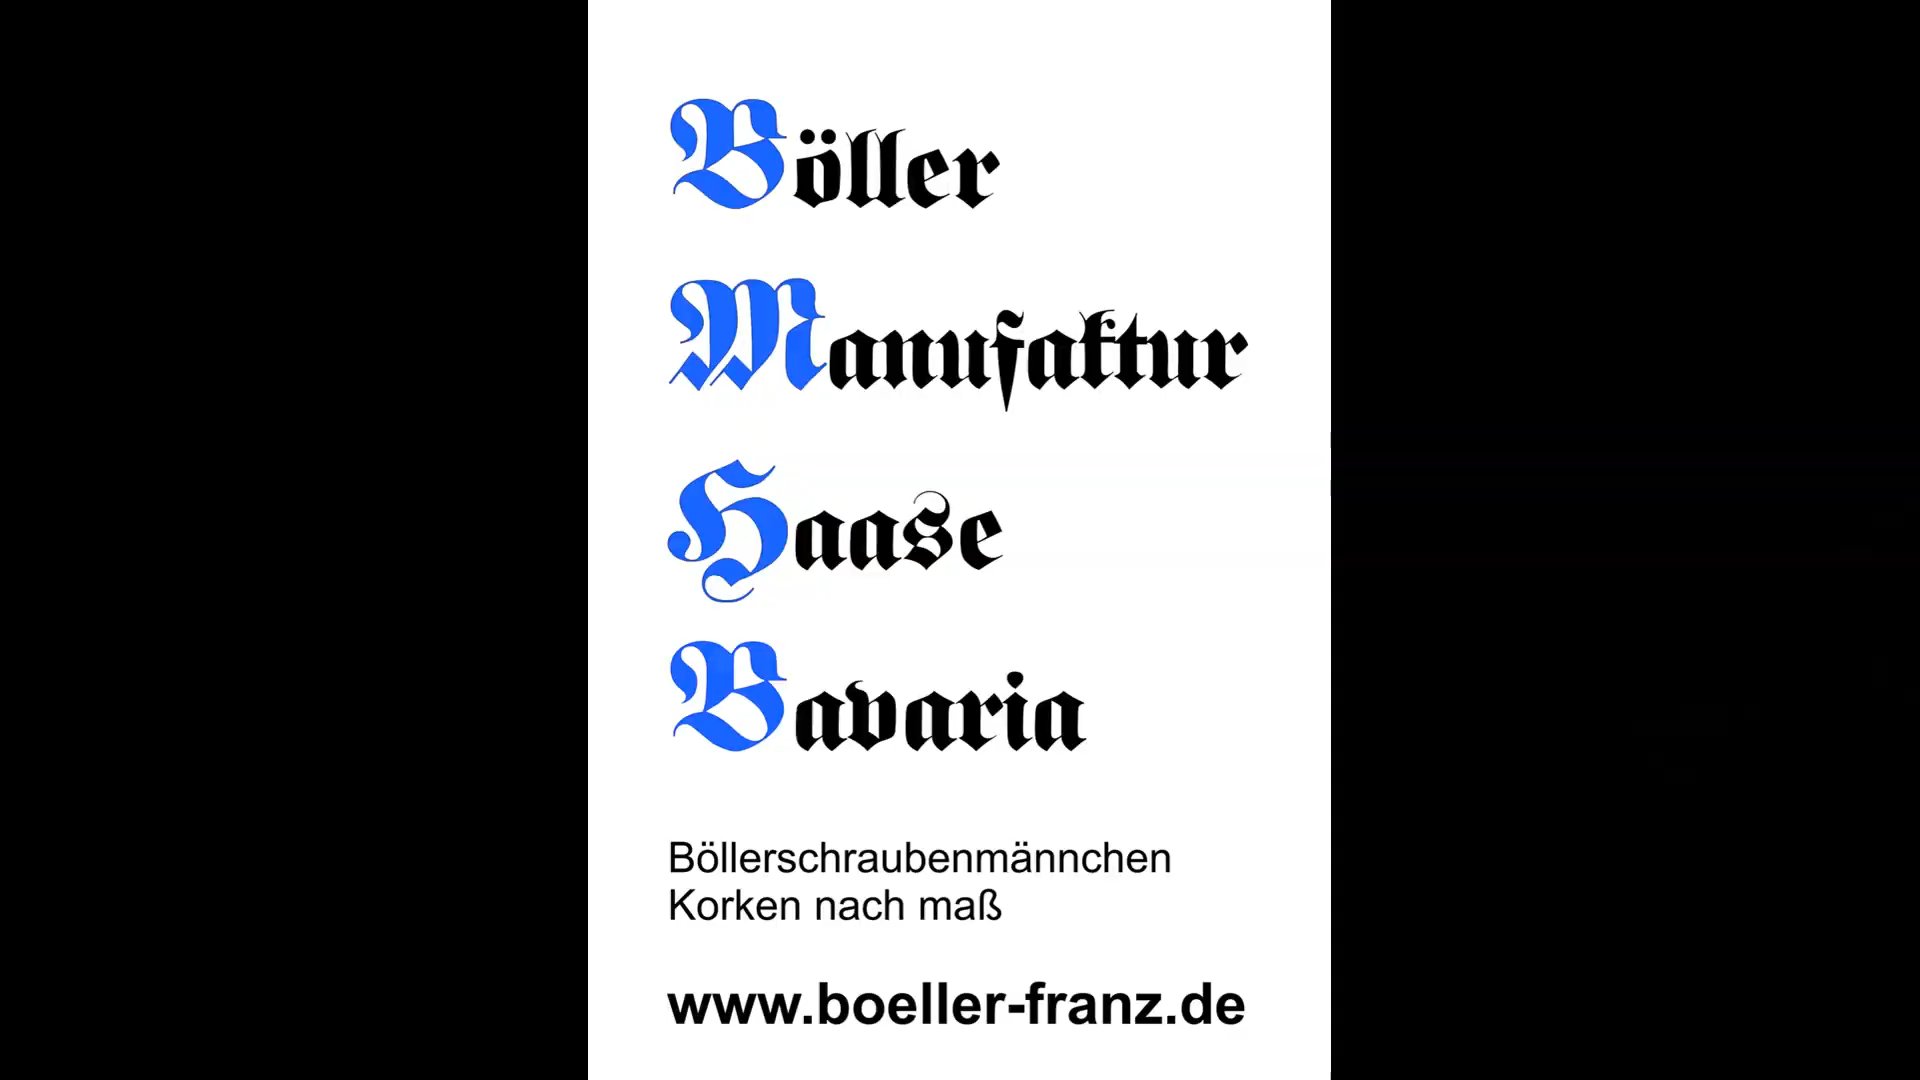 Böller
Manufaktur
Haase
Bavaria
Böllerschraubenmännchen
Korken nach maß
www.boeller-franz.de